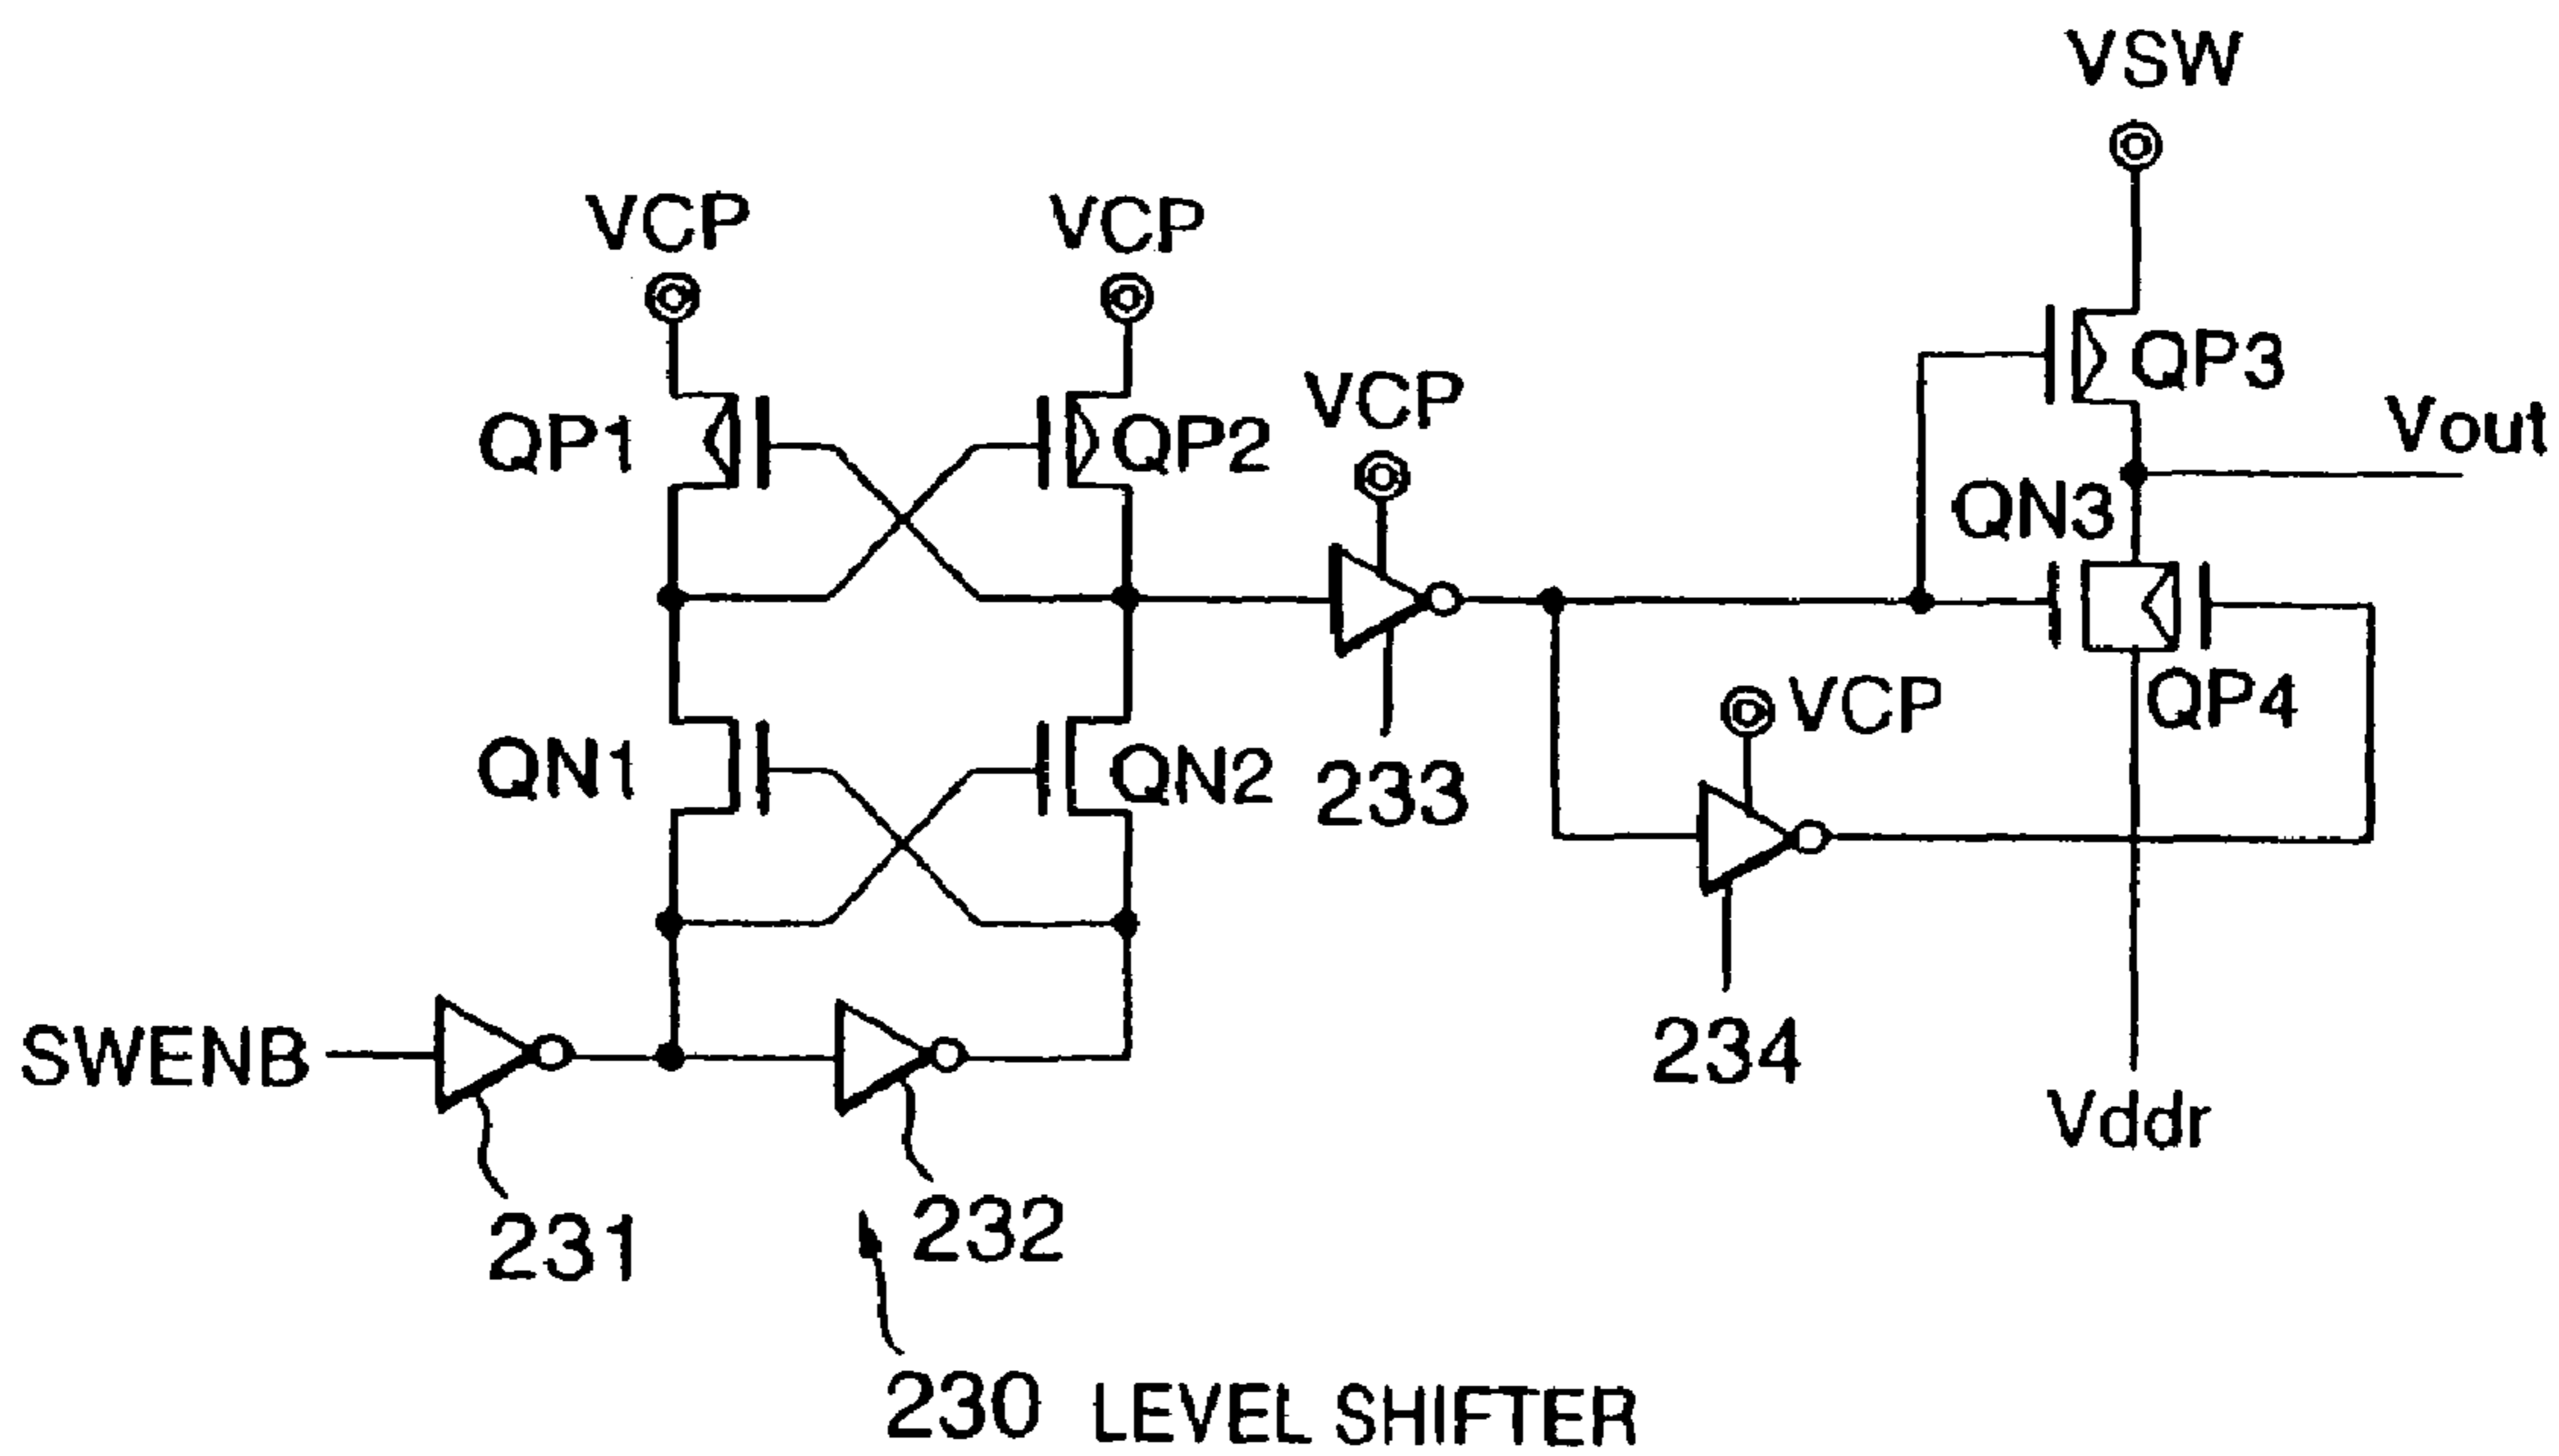 VSW
VCP
VCP
QP3
VCP
Vout
QP1
QP2
QN3
VCP
QP4
QN1
QN2
233
SWENB
234
Vddr
231
232
230 LEVEL SHIFTER